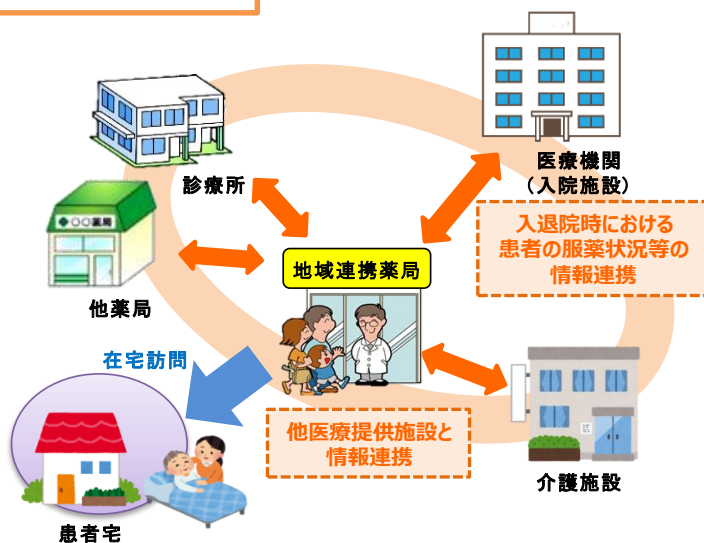 診療所
医療機関
（入院施設）
入退院時における
患者の服薬状況等の
情報連携
○○薬局
他薬局
地域連携薬局
在宅訪問
他医療提供施設と
情報連携
介護施設
患者宅